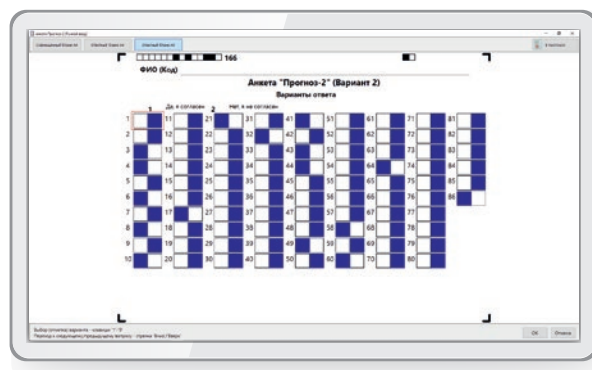 166
ФИО (Код)
Анкета "Прогноз-2" (Вариант 2)
Варианты ответа
1 Да, я согласен 2 Нет, я не согласен
1 11 21 31 41 51 61 71 81
2 12 22 32 42 52 62 72 82
3 13 23 33 43 53 63 73 83
4 14 24 34 44 54 64 74 84
5 15 25 35 45 55 65 75 85
6 16 26 36 46 56 66 76 86
7 17 27 37 47 57 67 77
8 18 28 38 48 58 68 78
9 19 29 39 49 59 69 79
10 20 30 40 50 60 70 80
OK Отмена